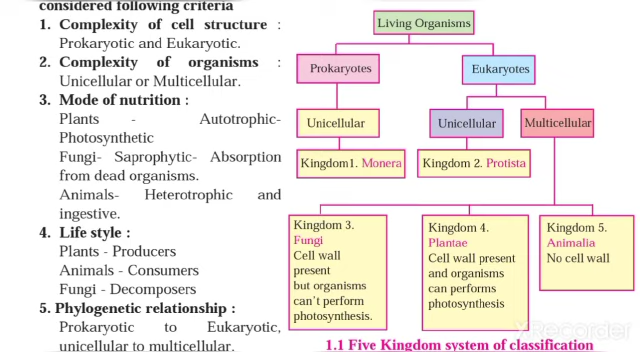 considered following criteria
1. Complexity of cell structure :
Prokaryotic and Eukaryotic.
2. Complexity of organisms :
Unicellular or Multicellular.
3. Mode of nutrition :
Plants - Autotrophic-
Photosynthetic
Fungi- Saprophytic- Absorption
from dead organisms.
Animals- Heterotrophic and
ingestive.
4. Life style :
Plants - Producers
Animals - Consumers
Fungi - Decomposers
5. Phylogenetic relationship :
Prokaryotic to Eukaryotic,
unicellular to multicellular.
Living Organisms
Prokaryotes
Eukaryotes
Unicellular
Unicellular
Multicellular
Kingdom1. Monera
Kingdom 2. Protista
Kingdom 3.
Fungi
Cell wall
present
but organisms
can't perform
photosynthesis.
Kingdom 4.
Plantae
Cell wall present
and organisms
can performs
photosynthesis
Kingdom 5.
Animalia
No cell wall
1.1 Five Kingdom system of classification
XRecorder